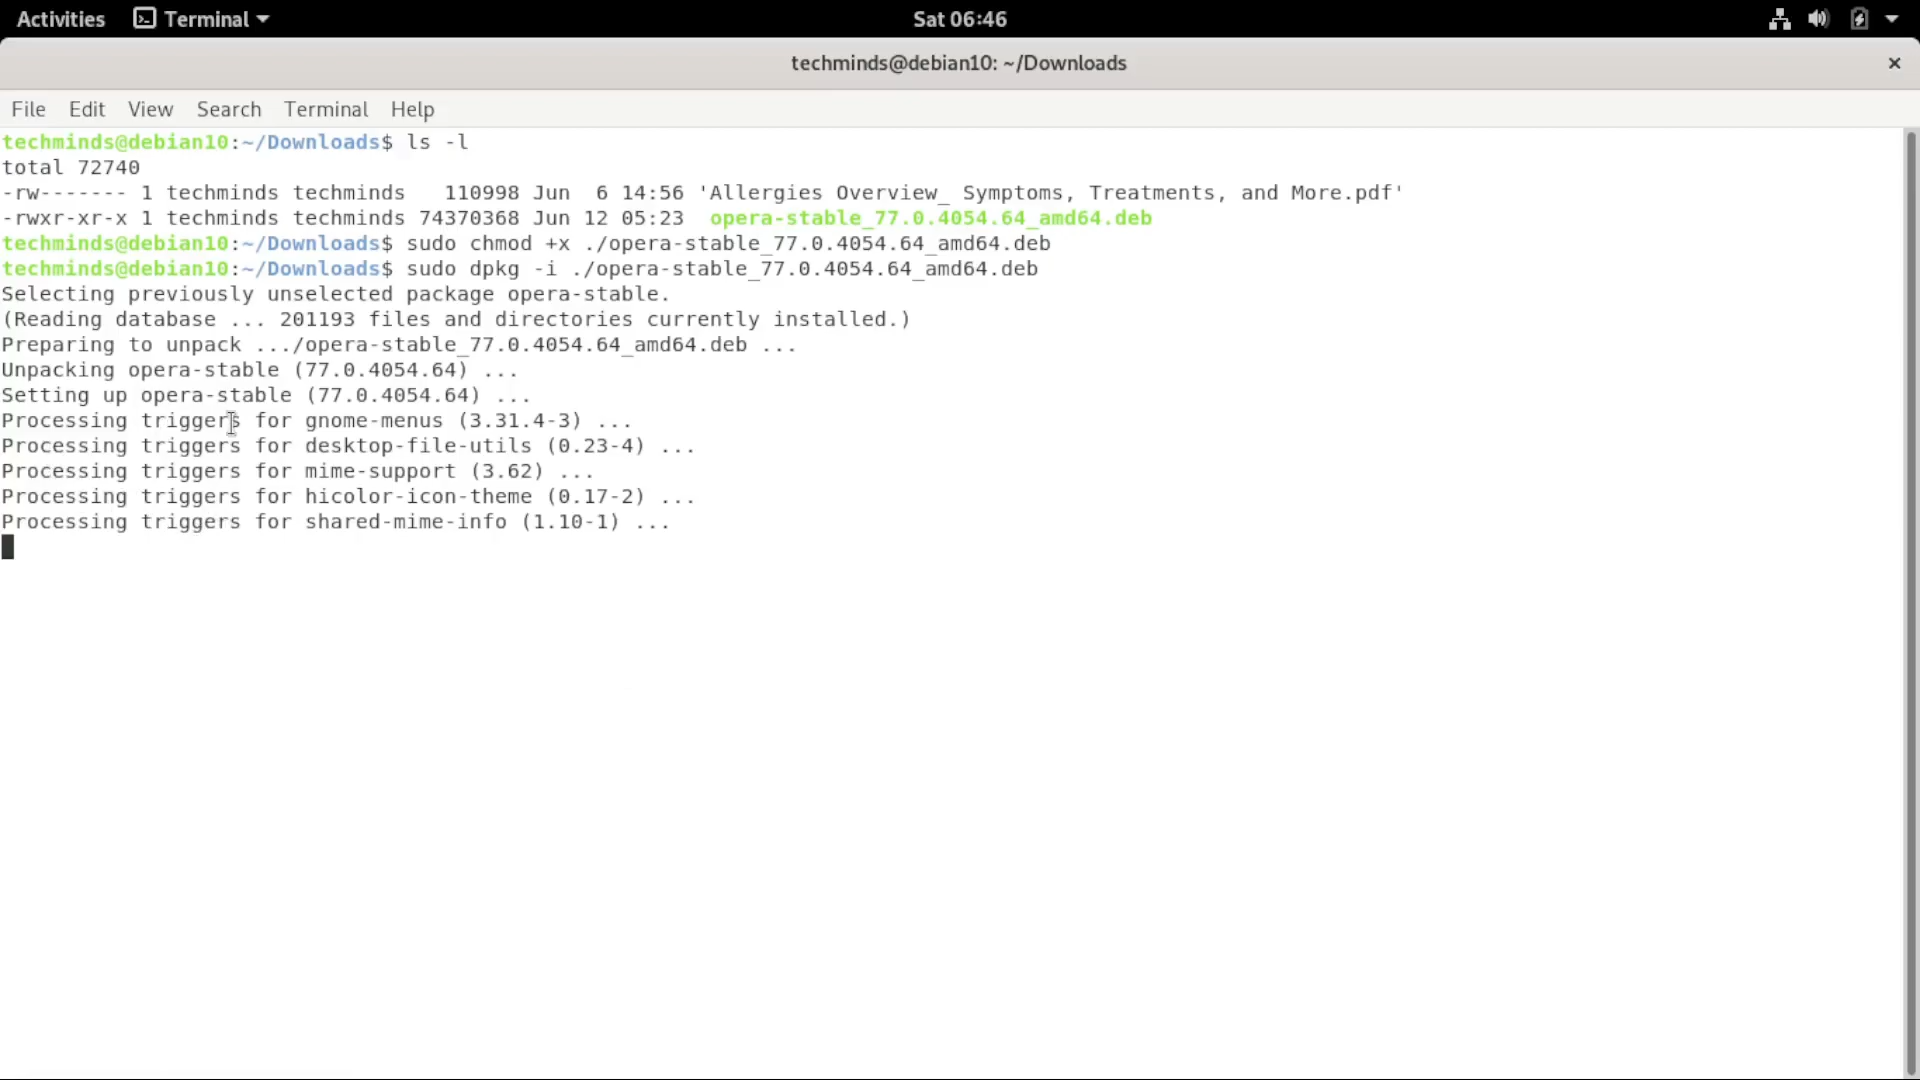 Activities Terminal Sat 06:46
techminds@debian10: ~/Downloads ×
File Edit View Search Terminal Help
techminds@debian10:~/Downloads$ ls -l
total 72740
-rw------- 1 techminds techminds   110998 Jun  6 14:56 'Allergies Overview_ Symptoms, Treatments, and More.pdf'
-rwxr-xr-x 1 techminds techminds 74370368 Jun 12 05:23  opera-stable_77.0.4054.64_amd64.deb
techminds@debian10:~/Downloads$ sudo chmod +x ./opera-stable_77.0.4054.64_amd64.deb
techminds@debian10:~/Downloads$ sudo dpkg -i ./opera-stable_77.0.4054.64_amd64.deb
Selecting previously unselected package opera-stable.
(Reading database ... 201193 files and directories currently installed.)
Preparing to unpack .../opera-stable_77.0.4054.64_amd64.deb ...
Unpacking opera-stable (77.0.4054.64) ...
Setting up opera-stable (77.0.4054.64) ...
Processing triggers for gnome-menus (3.31.4-3) ...
Processing triggers for desktop-file-utils (0.23-4) ...
Processing triggers for mime-support (3.62) ...
Processing triggers for hicolor-icon-theme (0.17-2) ...
Processing triggers for shared-mime-info (1.10-1) ...